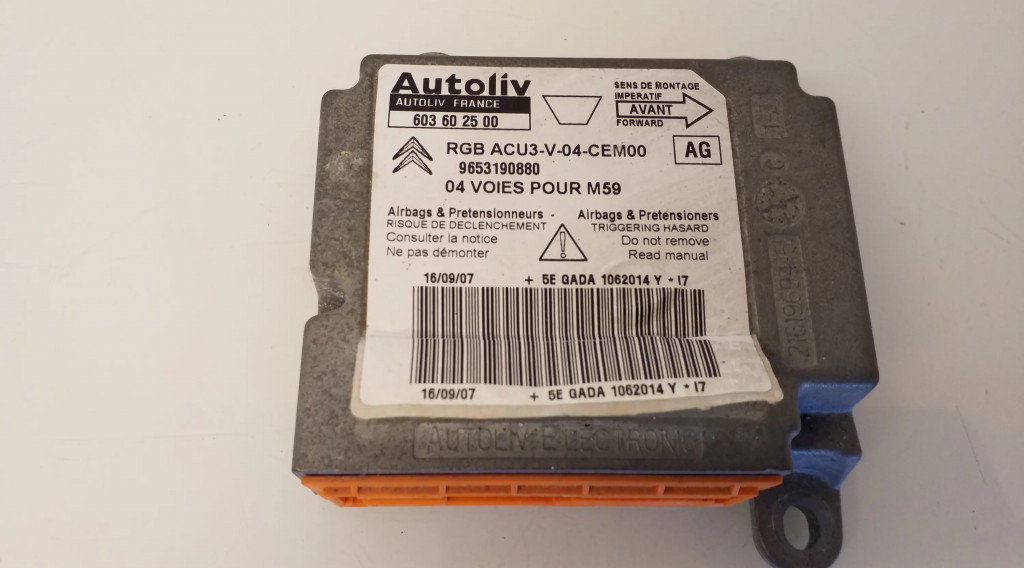 Autoliv
AUTOLIV FRANCE
603 60 25 00
SENS DE MONTAGE
IMPERATIF
AVANT
FORWARD
RGB ACU3-V-04-CEM00
AG
9653190880
04 VOIES POUR M59
Airbags & Pretensionneurs -
RISQUE DE DECLENCHEMENT
Consulter la notice
Ne pas démonter
Airbags & Pretensioners
TRIGGERING HASARD
Do not remove
Read manual
16/09/07 + 5E GADA 1062014 Y * I7
16/09/07 + 5E GADA 1062014 Y * I7
AUTOLIV-ELECTRONIC